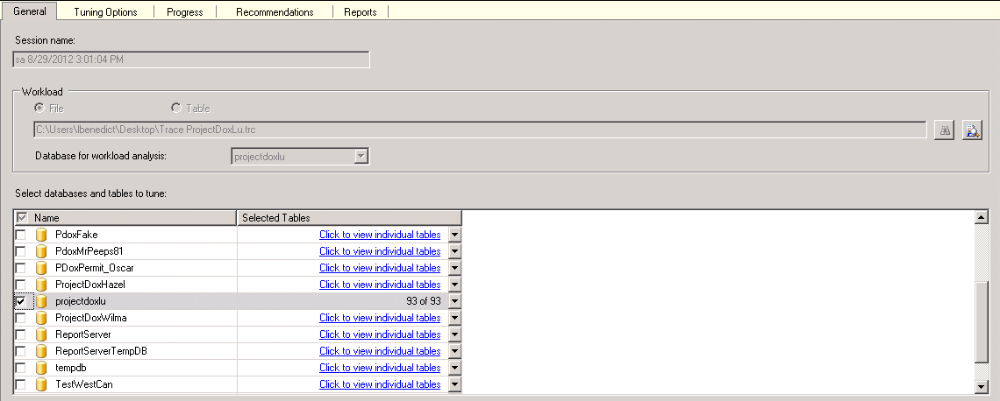 General Tuning Options Progress Recommendations Reports
Session name:
sa 8/29/2012 3:01:04 PM
Workload
File Table
C:\Users\lbenedict\Desktop\Trace ProjectDoxLu.trc
Database for workload analysis: projectdoxlu
Select databases and tables to tune:
Name Selected Tables
PdoxFake Click to view individual tables
PdoxMrPeeps81 Click to view individual tables
PDoxPermit_Oscar Click to view individual tables
ProjectDoxHazel Click to view individual tables
projectdoxlu 93 of 93
ProjectDoxWilma Click to view individual tables
ReportServer Click to view individual tables
ReportServerTempDB Click to view individual tables
tempdb Click to view individual tables
TestWestCan Click to view individual tables